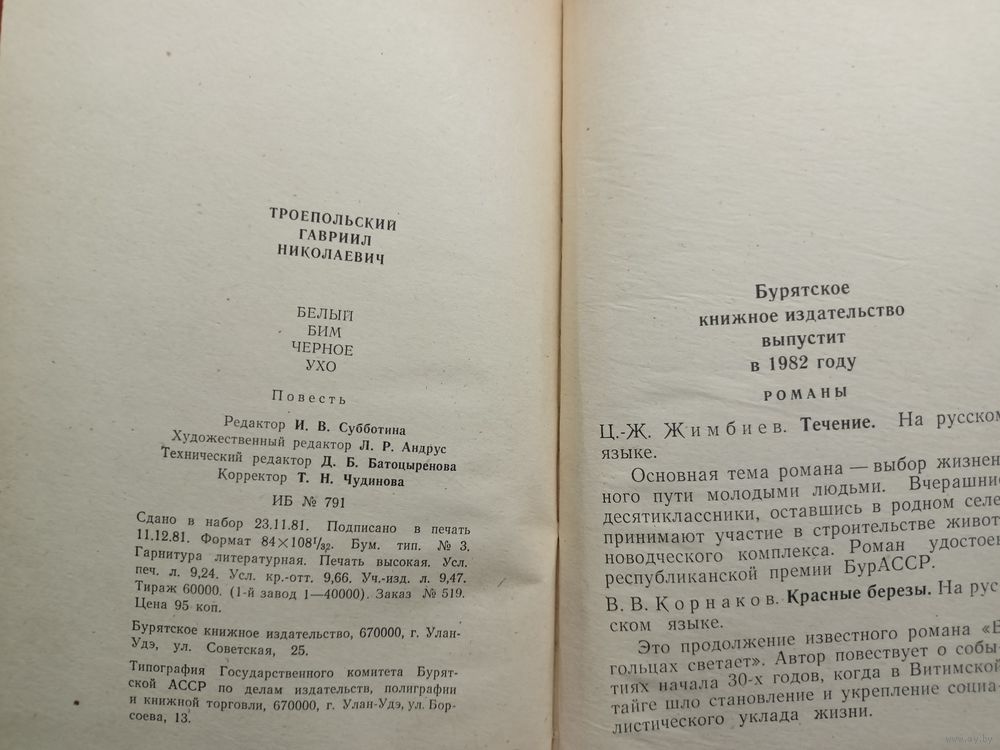 ТРОЕПОЛЬСКИЙ
ГАВРИИЛ
НИКОЛАЕВИЧ
БЕЛЫЙ
БИМ
ЧЕРНОЕ
УХО
Повесть
Редактор И. В. Субботина
Художественный редактор Л. Р. Андрус
Технический редактор Д. Б. Батоцыренова
Корректор Т. Н. Чудинова
ИБ № 791
Сдано в набор 23.11.81. Подписано в печать
11.12.81. Формат 84×108 1/32. Бум. тип. № 3.
Гарнитура литературная. Печать высокая. Усл.
печ. л. 9,24. Усл. кр.-отт. 9,66. Уч.-изд. л. 9,47.
Тираж 60000. (1-й завод 1—40000). Заказ № 519.
Цена 95 коп.
Бурятское книжное издательство, 670000, г. Улан-
Удэ, ул. Советская, 25.
Типография Государственного комитета Бурят-
ской АССР по делам издательств, полиграфии
и книжной торговли, 670000, г. Улан-Удэ, ул. Бор-
соева, 13.
Бурятское
книжное издательство
выпустит
в 1982 году
РОМАНЫ
Ц.-Ж. Жимбиев. Течение. На русском
языке.
Основная тема романа — выбор жизнен-
ного пути молодыми людьми. Вчерашние
десятиклассники, оставшись в родном селе,
принимают участие в строительстве живот-
новодческого комплекса. Роман удостоен
республиканской премии БурАССР.
В. В. Корнаков. Красные березы. На рус-
ском языке.
Это продолжение известного романа «В
гольцах светает». Автор повествует о собы-
тиях начала 30-х годов, когда в Витимской
тайге шло становление и укрепление социа-
листического уклада жизни.
www.ay.by